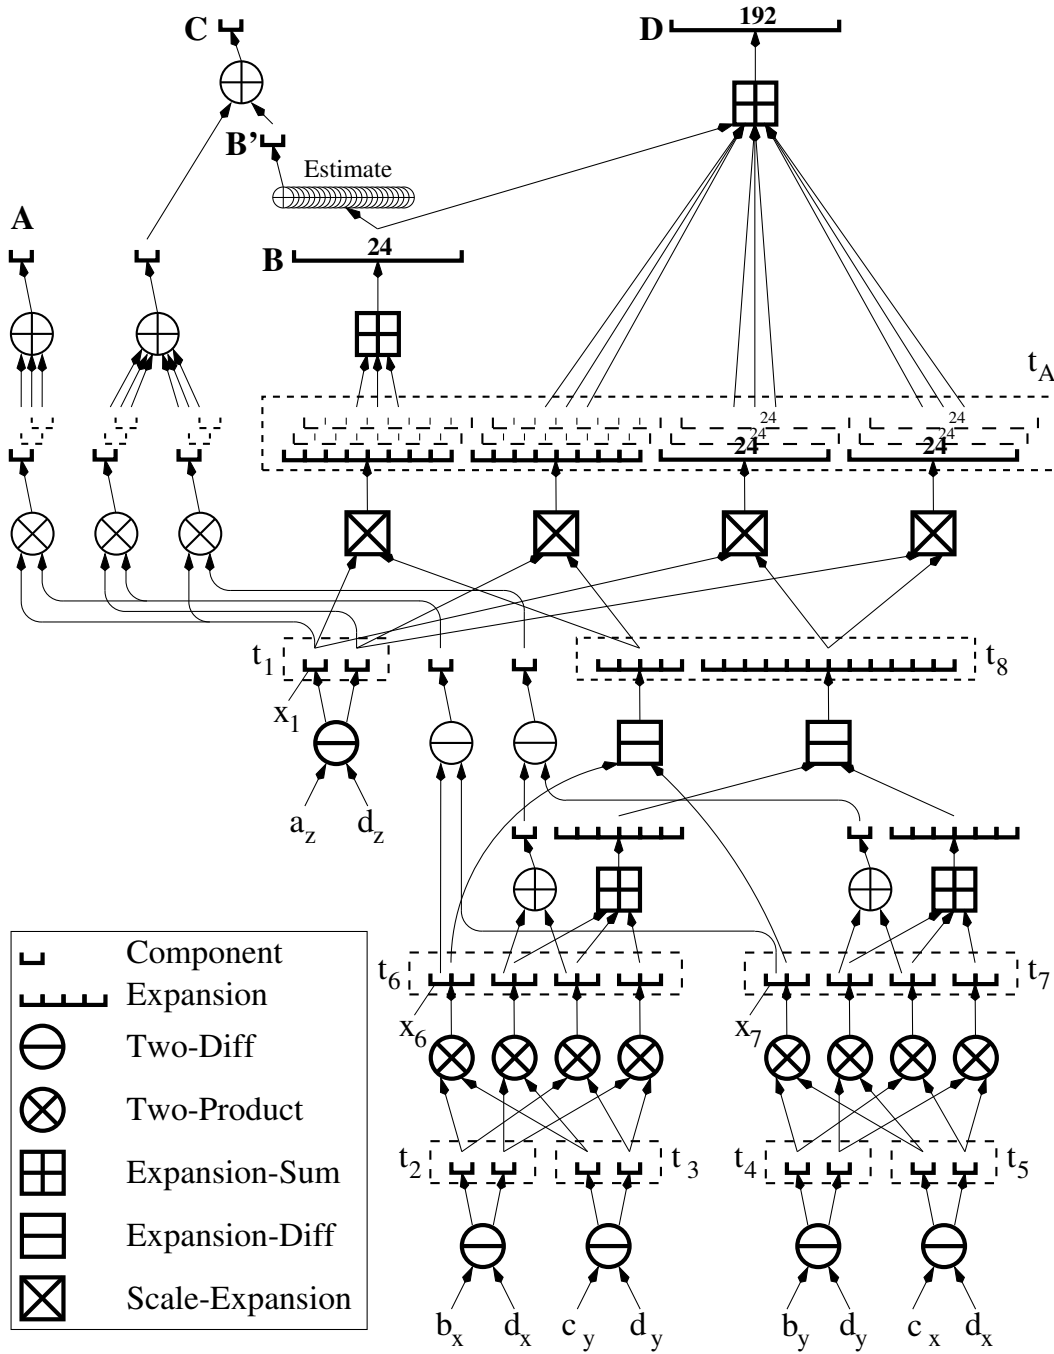 C
D 192
B'
Estimate
A
B 24
t_A
24
24
24
24
24
24
t_1
t_8
x_1
a_z d_z
t_6
t_7
x_6
x_7
t_2 t_3 t_4 t_5
b_x d_x c_y d_y b_y d_y c_x d_x
Component
Expansion
Two-Diff
Two-Product
Expansion-Sum
Expansion-Diff
Scale-Expansion